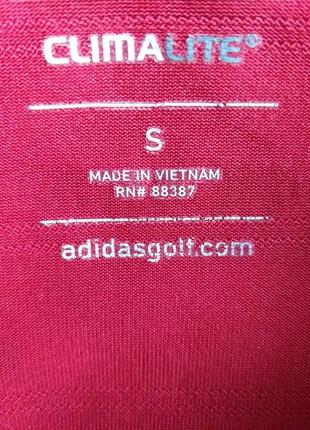 CLIMALITE®
S
MADE IN VIETNAM
RN# 88387
adidasgolf.com